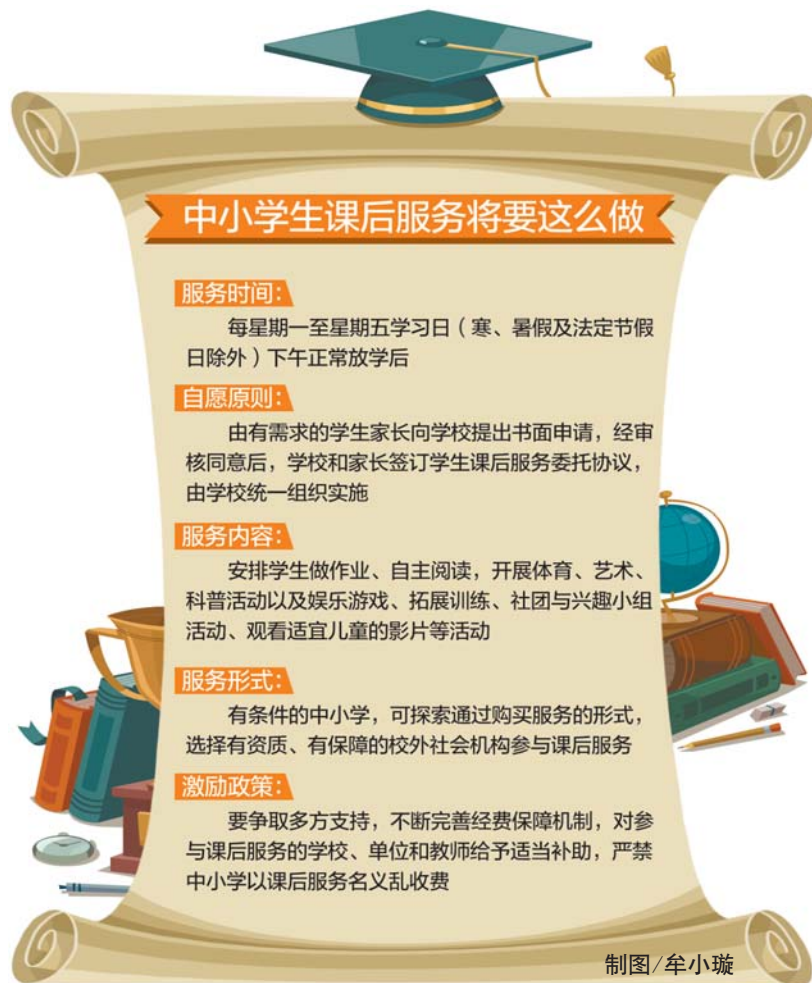 中小学生课后服务将要这么做
服务时间：
每星期一至星期五学习日（寒、暑假及法定节假
日除外）下午正常放学后
自愿原则：
由有需求的学生家长向学校提出书面申请，经审
核同意后，学校和家长签订学生课后服务委托协议，
由学校统一组织实施
服务内容：
安排学生做作业、自主阅读，开展体育、艺术、
科普活动以及娱乐游戏、拓展训练、社团与兴趣小组
活动、观看适宜儿童的影片等活动
服务形式：
有条件的中小学，可探索通过购买服务的形式，
选择有资质、有保障的校外社会机构参与课后服务
激励政策：
要争取多方支持，不断完善经费保障机制，对参
与课后服务的学校、单位和教师给予适当补助，严禁
中小学以课后服务名义乱收费
制图/牟小璇